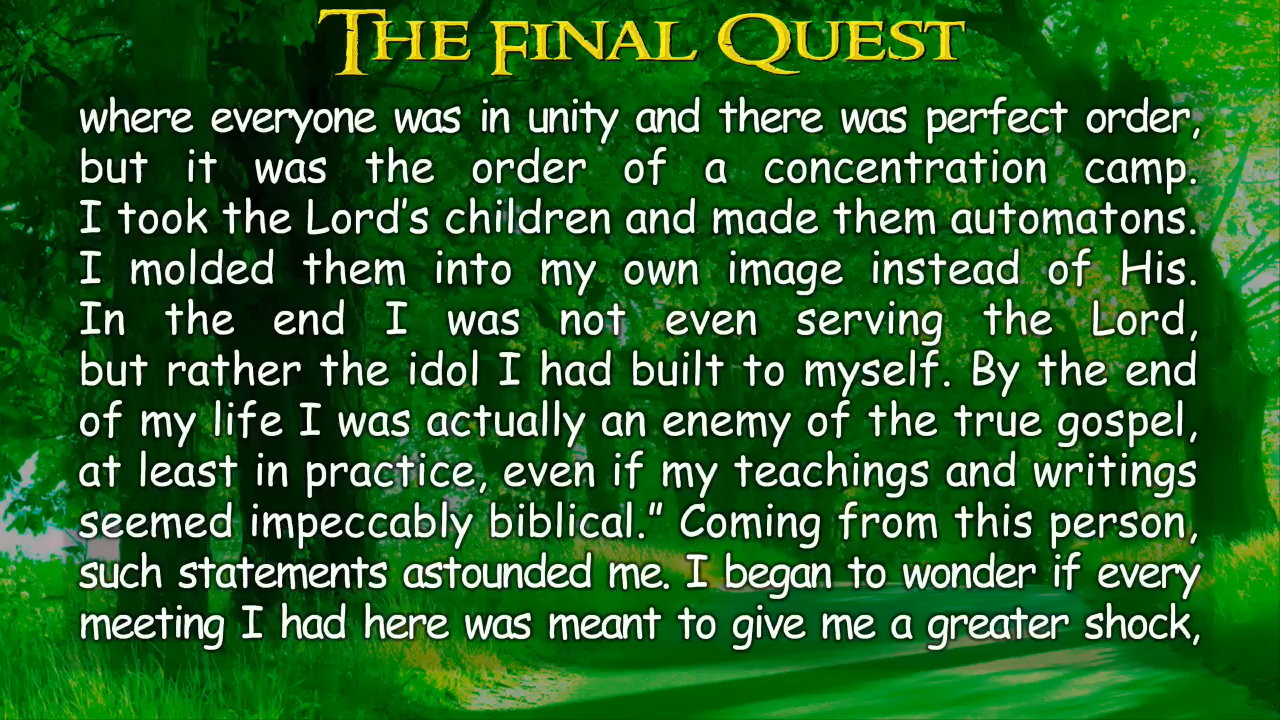 The Final Quest
where everyone was in unity and there was perfect order,
but it was the order of a concentration camp.
I took the Lord's children and made them automatons.
I molded them into my own image instead of His.
In the end I was not even serving the Lord,
but rather the idol I had built to myself. By the end
of my life I was actually an enemy of the true gospel,
at least in practice, even if my teachings and writings
seemed impeccably biblical.” Coming from this person,
such statements astounded me. I began to wonder if every
meeting I had here was meant to give me a greater shock,